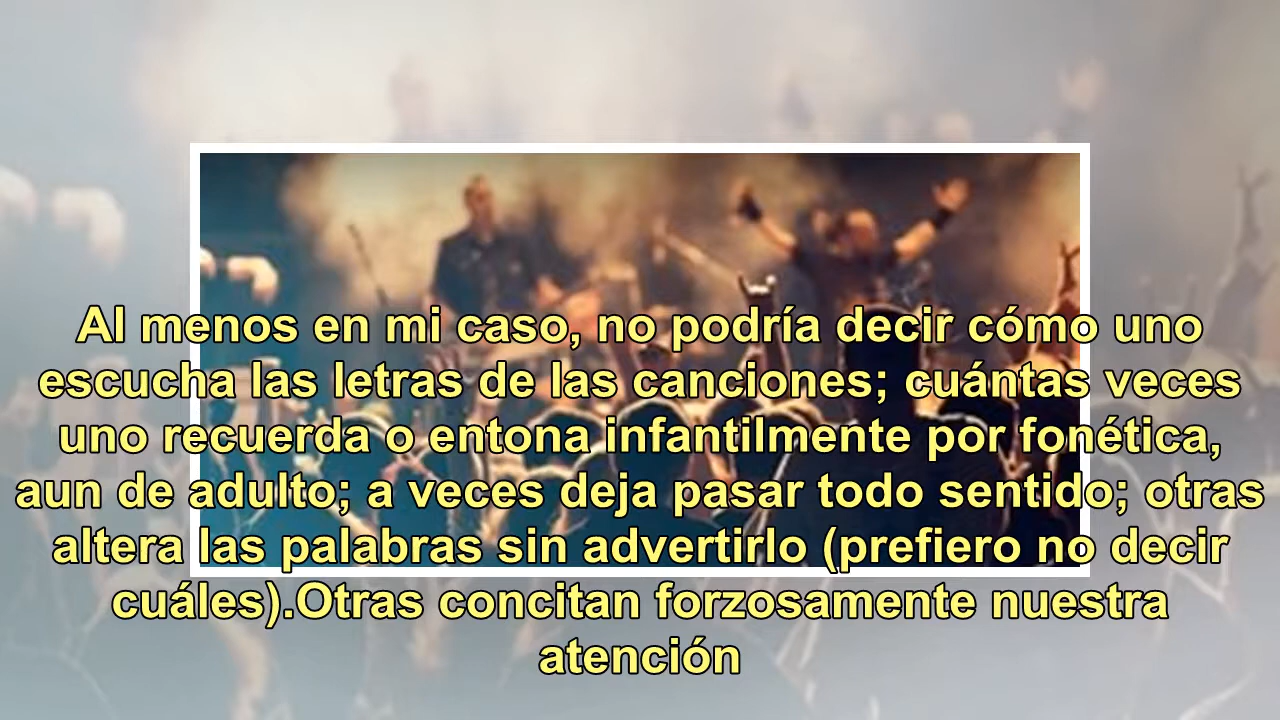 Al menos en mi caso, no podría decir cómo uno
escucha las letras de las canciones; cuántas veces
uno recuerda o entona infantilmente por fonética,
aun de adulto; a veces deja pasar todo sentido; otras
altera las palabras sin advertirlo (prefiero no decir
cuáles).Otras concitan forzosamente nuestra
atención